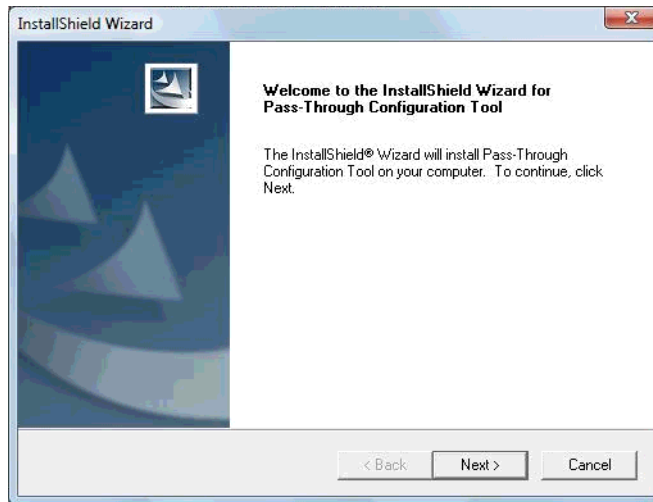 InstallShield Wizard
Welcome to the InstallShield Wizard for
Pass-Through Configuration Tool
The InstallShield® Wizard will install Pass-Through
Configuration Tool on your computer. To continue, click
Next.
< Back
Next >
Cancel